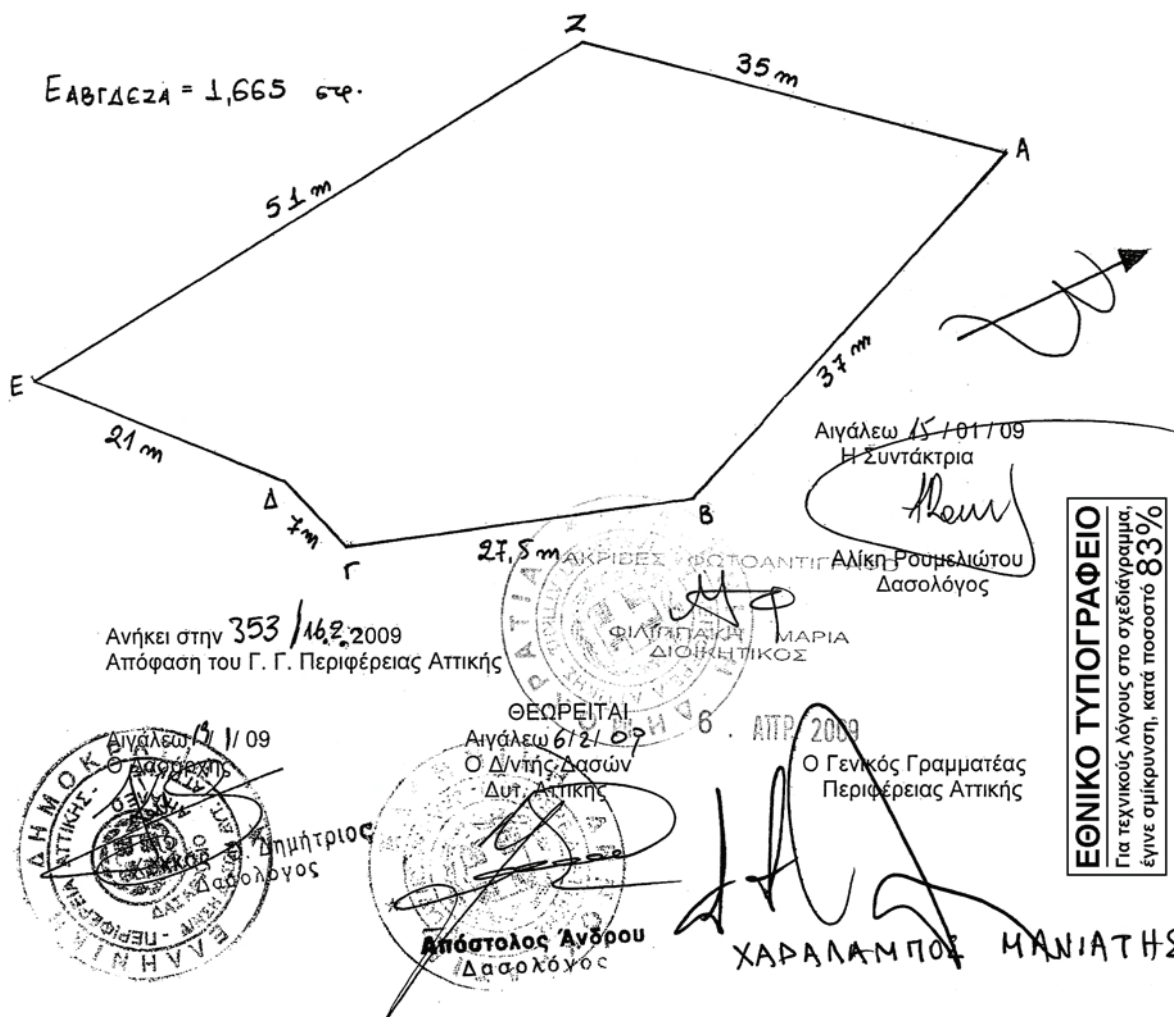 Z
35 m
Ε ΑΒΓΔΕΖΑ = 1,665 στρ.
A
51 m
37 m
E
21 m
Δ
7 m
Γ
27,5 m
B
Αιγάλεω 15 / 01 / 09
Η Συντάκτρια
Αλίκη Ρουμελιώτου
Δασολόγος
ΑΚΡΙΒΕΣ ΦΩΤΟΑΝΤΙΓΡΑΦΟ
ΦΙΛΙΠΠΑΚΗ ΜΑΡΙΑ
ΔΙΟΙΚΗΤΙΚΟΣ
Ανήκει στην 353 / 16.2.2009
Απόφαση του Γ. Γ. Περιφέρειας Αττικής
6 . ΑΠΡ. 2009
Αιγάλεω / 1 / 09
Ο Δασάρχης
Δημήτριος
Δασολόγος
ΘΕΩΡΕΙΤΑΙ
Αιγάλεω 6/2/09
Ο Δ/ντής Δασών
Δυτ. Αττικής
Απόστολος Άνδρου
Δασολόγος
Ο Γενικός Γραμματέας
Περιφέρειας Αττικής
ΧΑΡΑΛΑΜΠΟΣ ΜΑΝΙΑΤΗΣ
ΕΘΝΙΚΟ ΤΥΠΟΓΡΑΦΕΙΟ
Για τεχνικούς λόγους στο σχεδιάγραμμα,
έγινε σμίκρυνση, κατά ποσοστό 83%